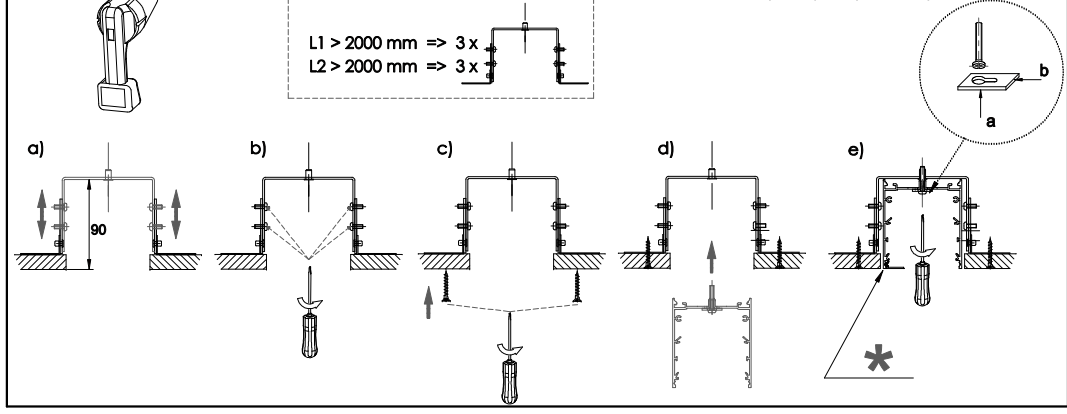 L1 > 2000 mm => 3 x
L2 > 2000 mm => 3 x
b
a
a)
b)
c)
d)
e)
90
*